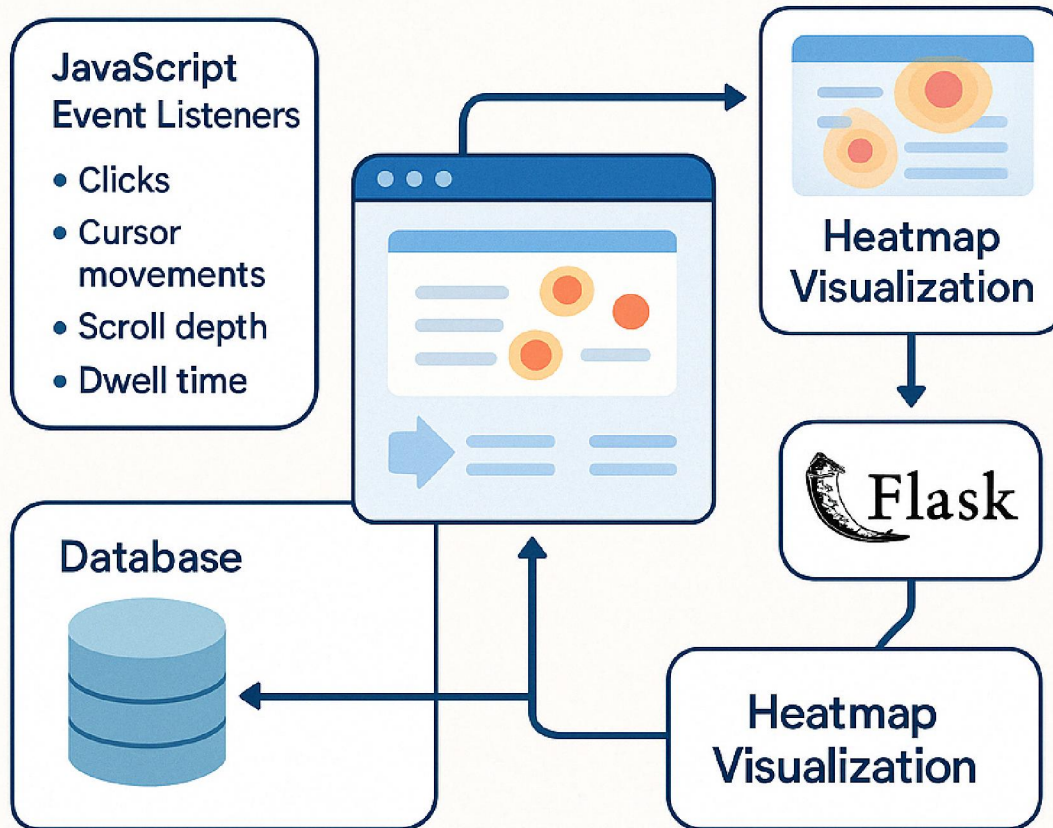 JavaScript
Event Listeners
• Clicks
• Cursor
movements
• Scroll depth
• Dwell time
Heatmap
Visualization
Flask
Database
Heatmap
Visualization